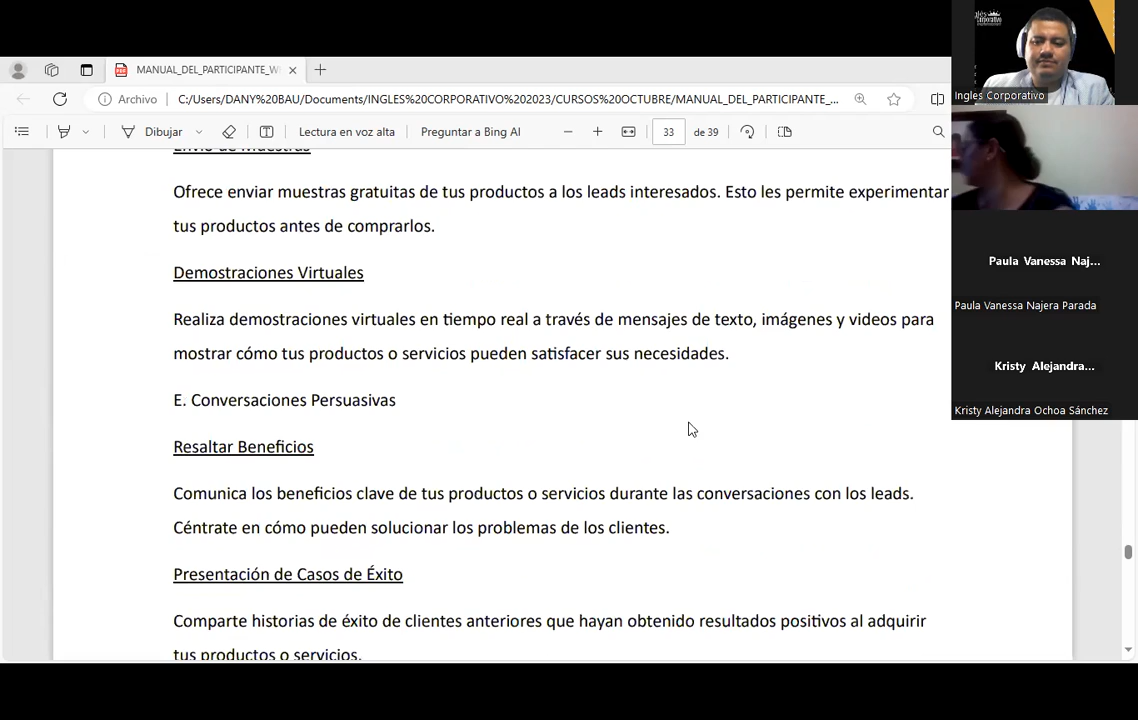 MANUAL_DEL_PARTICIPANTE_W
Archivo
C:/Users/DANY%20BAU/Documents/INGLES%20CORPORATIVO%202023/CURSOS%20OCTUBRE/MANUAL_DEL_PARTICIPANTE_...
Dibujar
Lectura en voz alta
Preguntar a Bing AI
33
de 39
Envío de Muestras
Ofrece enviar muestras gratuitas de tus productos a los leads interesados. Esto les permite experimentar
tus productos antes de comprarlos.
Demostraciones Virtuales
Realiza demostraciones virtuales en tiempo real a través de mensajes de texto, imágenes y videos para
mostrar cómo tus productos o servicios pueden satisfacer sus necesidades.
E. Conversaciones Persuasivas
Resaltar Beneficios
Comunica los beneficios clave de tus productos o servicios durante las conversaciones con los leads.
Céntrate en cómo pueden solucionar los problemas de los clientes.
Presentación de Casos de Éxito
Comparte historias de éxito de clientes anteriores que hayan obtenido resultados positivos al adquirir
tus productos o servicios.
Ingles Corporativo
Paula Vanessa Naj...
Paula Vanessa Najera Parada
Kristy Alejandra...
Kristy Alejandra Ochoa Sánchez